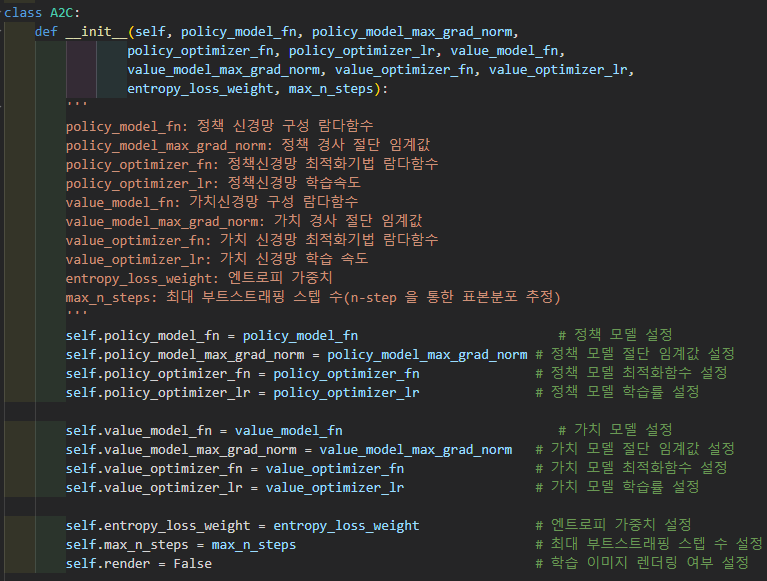 class A2C:
def __init__(self, policy_model_fn, policy_model_max_grad_norm,
policy_optimizer_fn, policy_optimizer_lr, value_model_fn,
value_model_max_grad_norm, value_optimizer_fn, value_optimizer_lr,
entropy_loss_weight, max_n_steps):
'''
policy_model_fn: 정책 신경망 구성 람다함수
policy_model_max_grad_norm: 정책 경사 절단 임계값
policy_optimizer_fn: 정책신경망 최적화기법 람다함수
policy_optimizer_lr: 정책신경망 학습속도
value_model_fn: 가치신경망 구성 람다함수
value_model_max_grad_norm: 가치 경사 절단 임계값
value_optimizer_fn: 가치 신경망 최적화기법 람다함수
value_optimizer_lr: 가치 신경망 학습 속도
entropy_loss_weight: 엔트로피 가중치
max_n_steps: 최대 부트스트래핑 스텝 수(n-step 을 통한 표본분포 추정)
'''
self.policy_model_fn = policy_model_fn # 정책 모델 설정
self.policy_model_max_grad_norm = policy_model_max_grad_norm # 정책 모델 절단 임계값 설정
self.policy_optimizer_fn = policy_optimizer_fn # 정책 모델 최적화함수 설정
self.policy_optimizer_lr = policy_optimizer_lr # 정책 모델 학습률 설정
self.value_model_fn = value_model_fn # 가치 모델 설정
self.value_model_max_grad_norm = value_model_max_grad_norm # 가치 모델 절단 임계값 설정
self.value_optimizer_fn = value_optimizer_fn # 가치 모델 최적화함수 설정
self.value_optimizer_lr = value_optimizer_lr # 가치 모델 학습률 설정
self.entropy_loss_weight = entropy_loss_weight # 엔트로피 가중치 설정
self.max_n_steps = max_n_steps # 최대 부트스트래핑 스텝 수 설정
self.render = False # 학습 이미지 렌더링 여부 설정